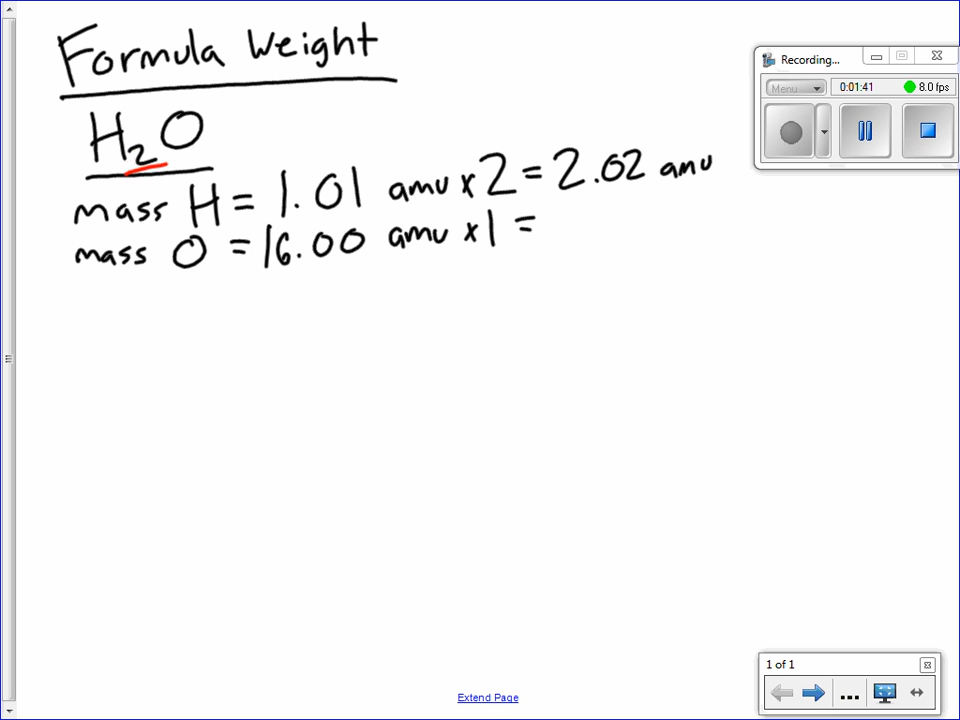 Formula Weight
H₂O
mass H = 1.01 amu x 2 = 2.02 amu
mass O = 16.00 amu x 1 =
Recording...
Menu
0:01:41
8.0 fps
1 of 1
...
Extend Page